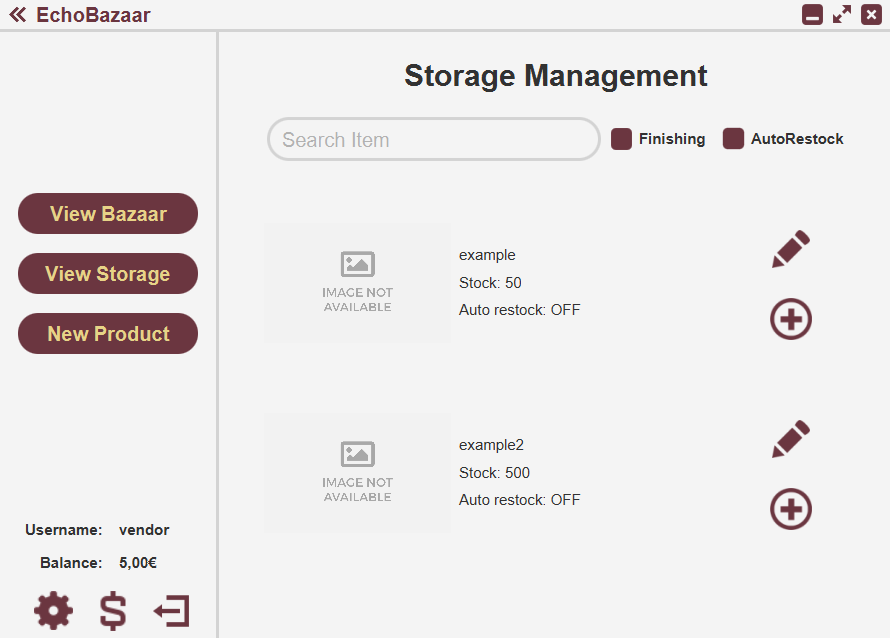 EchoBazaar
Storage Management
Search Item
Finishing
AutoRestock
View Bazaar
View Storage
New Product
IMAGE NOT
AVAILABLE
example
Stock: 50
Auto restock: OFF
IMAGE NOT
AVAILABLE
example2
Stock: 500
Auto restock: OFF
Username: vendor
Balance: 5,00€